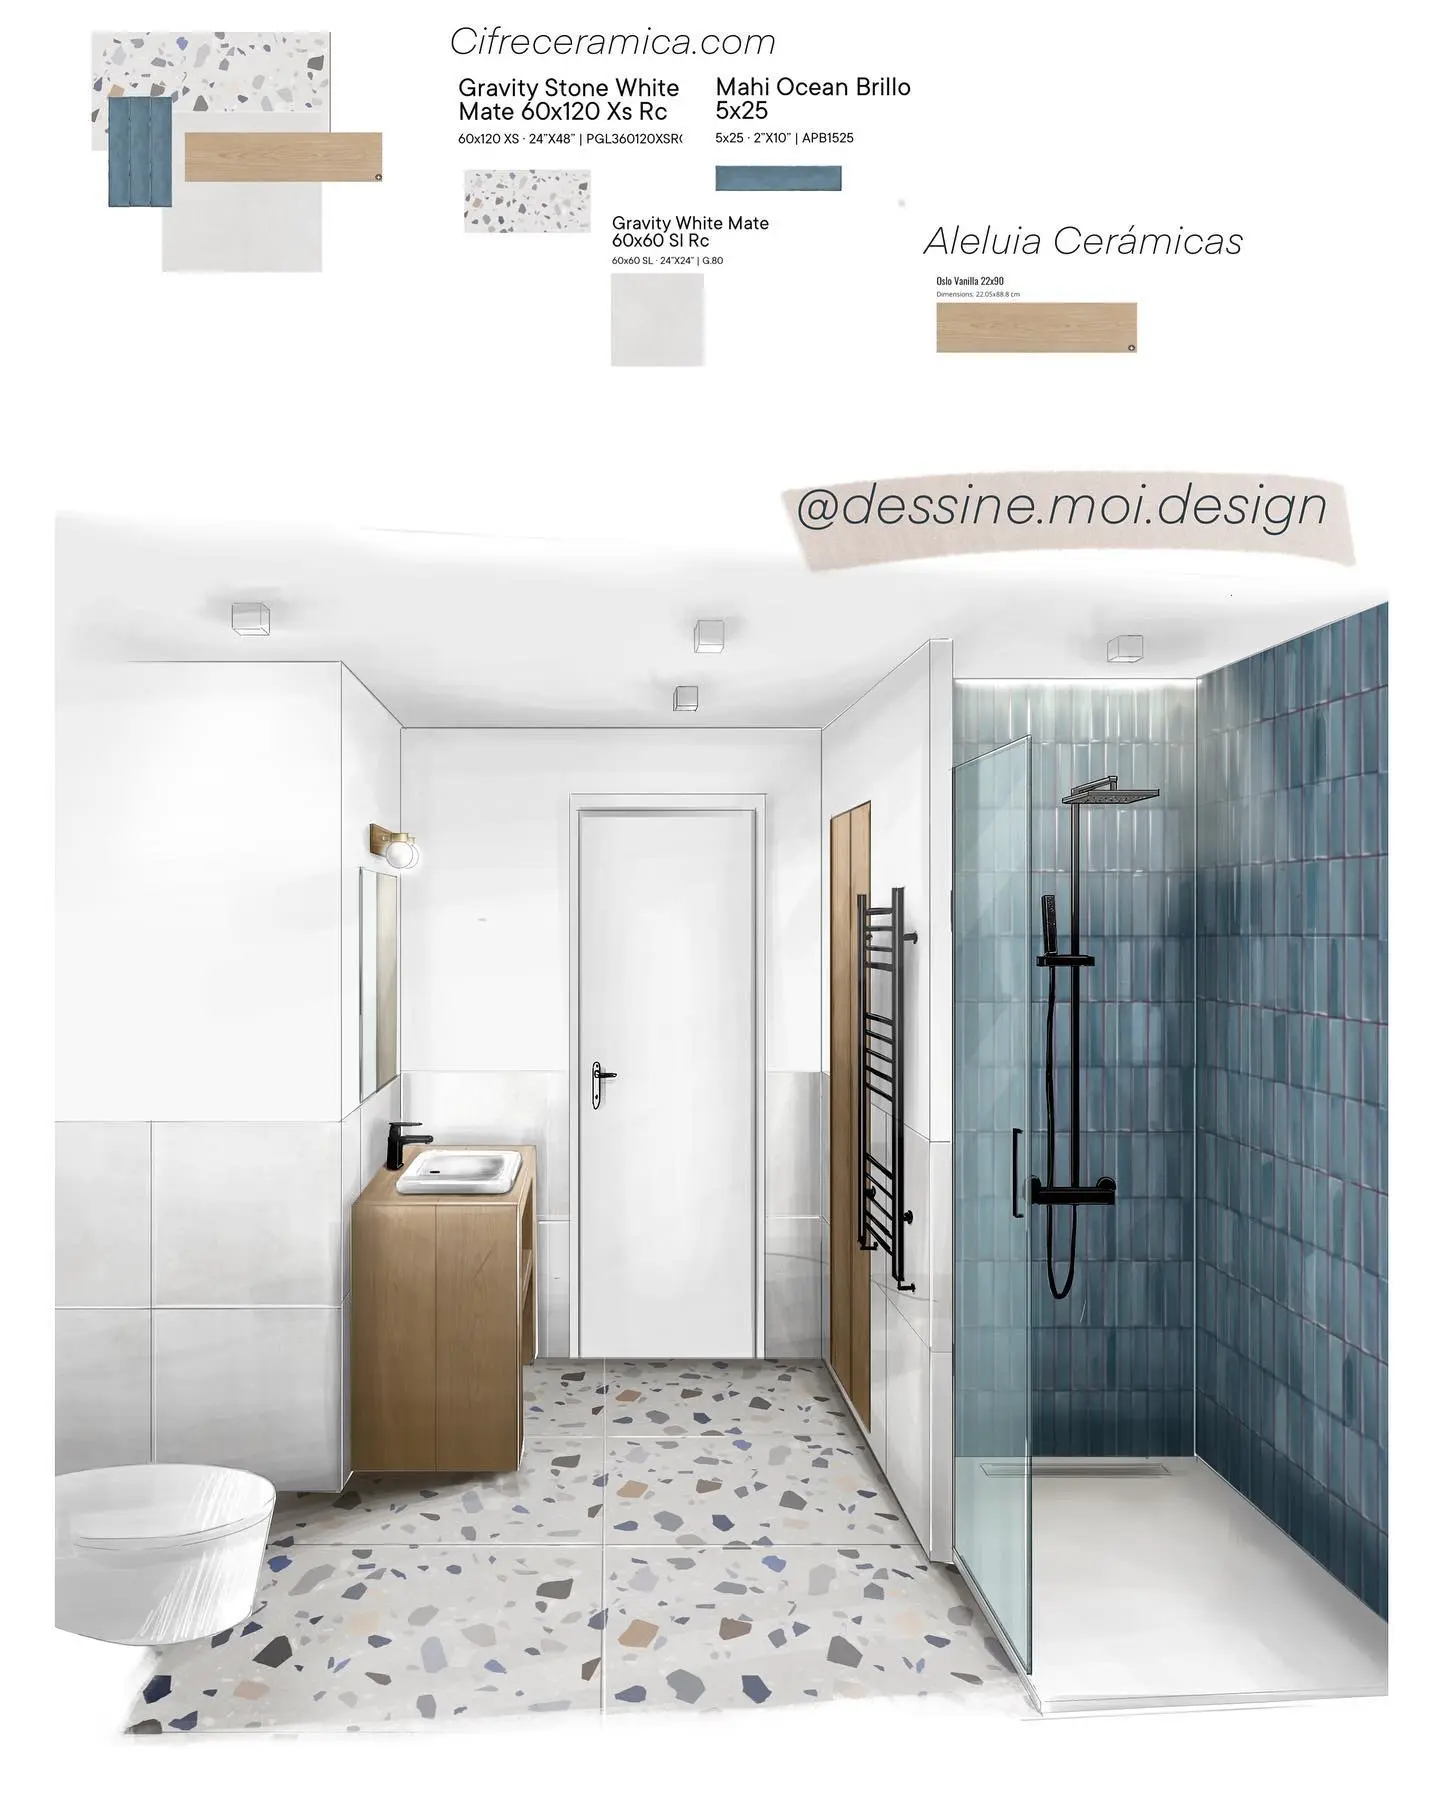 Cifreceramica.com
Gravity Stone White
Mate 60x120 Xs Rc
60x120 XS · 24"X48" | PGL360120XSR
Mahi Ocean Brillo
5x25
5x25 · 2"X10" | APB1525
Gravity White Mate
60x60 Sl Rc
60x60 SL · 24"X24" | G.80
Aleluia Cerámicas
Oslo Vanilla 22x90
Dimensions: 22.05x88.8 cm
@dessine.moi.design